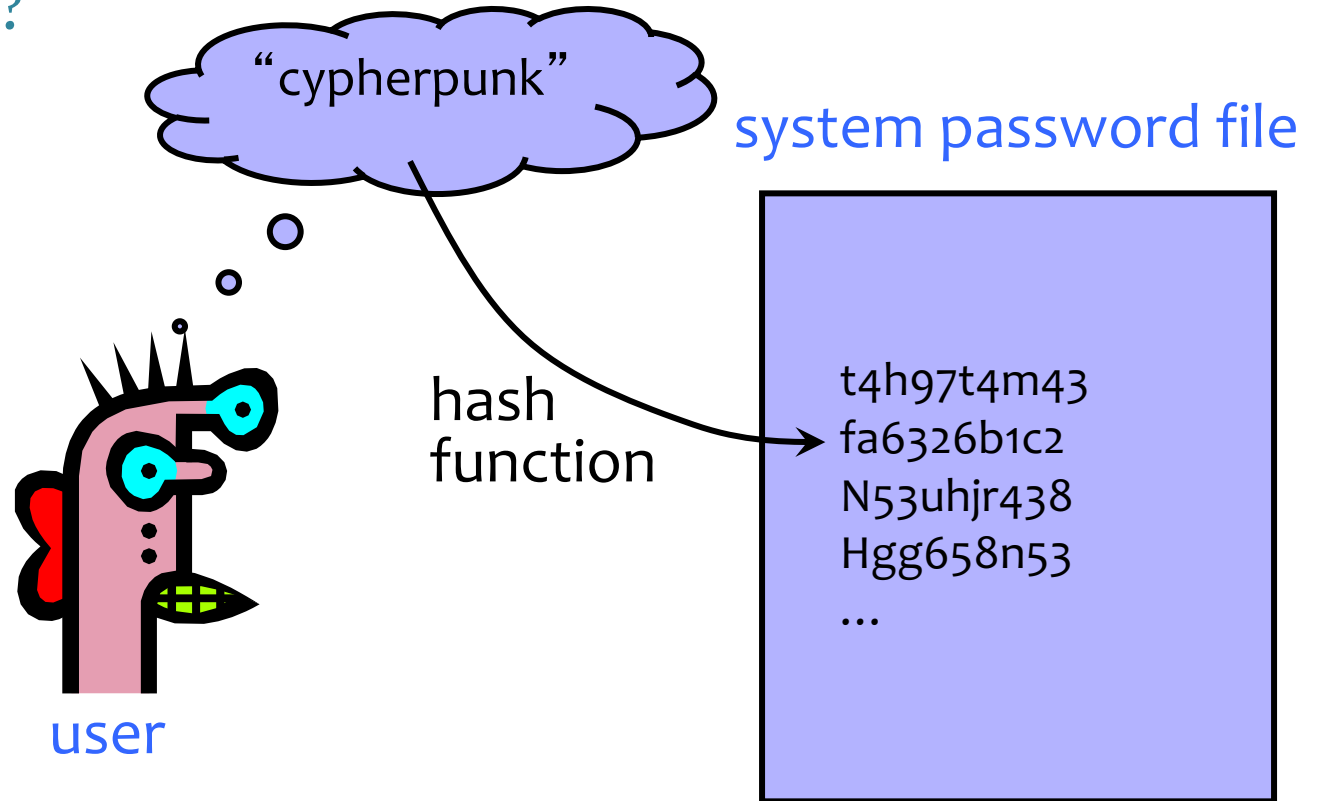 ?
“cypherpunk”
system password file
hash
function
t4h97t4m43
fa6326b1c2
N53uhjr438
Hgg658n53
...
user